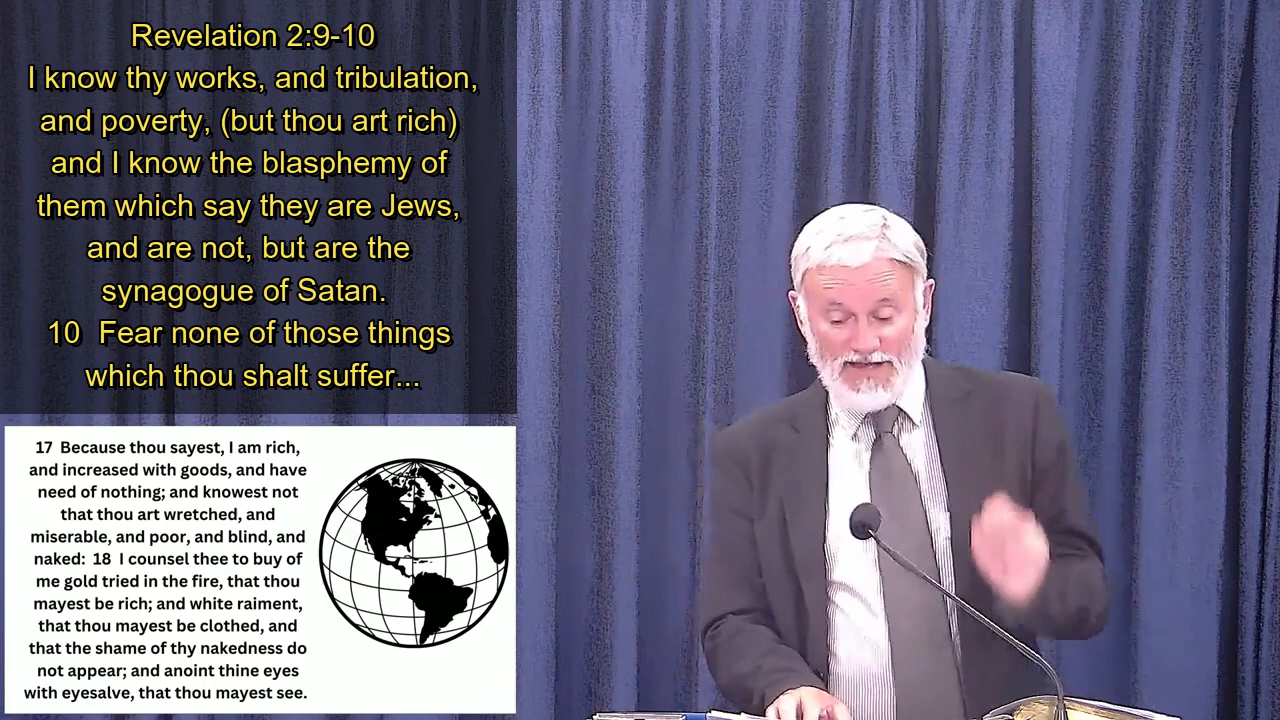 Revelation 2:9-10
I know thy works, and tribulation,
and poverty, (but thou art rich)
and I know the blasphemy of
them which say they are Jews,
and are not, but are the
synagogue of Satan.
10  Fear none of those things
which thou shalt suffer...
17  Because thou sayest, I am rich,
and increased with goods, and have
need of nothing; and knowest not
that thou art wretched, and
miserable, and poor, and blind, and
naked:  18  I counsel thee to buy of
me gold tried in the fire, that thou
mayest be rich; and white raiment,
that thou mayest be clothed, and
that the shame of thy nakedness do
not appear; and anoint thine eyes
with eyesalve, that thou mayest see.